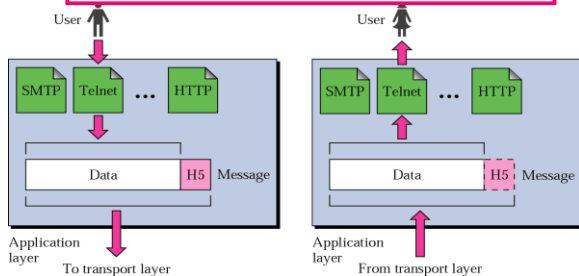 User
SMTP Telnet ... HTTP
Data H5 Message
Application
layer
To transport layer
User
SMTP Telnet ... HTTP
Data H5 Message
Application
layer
From transport layer